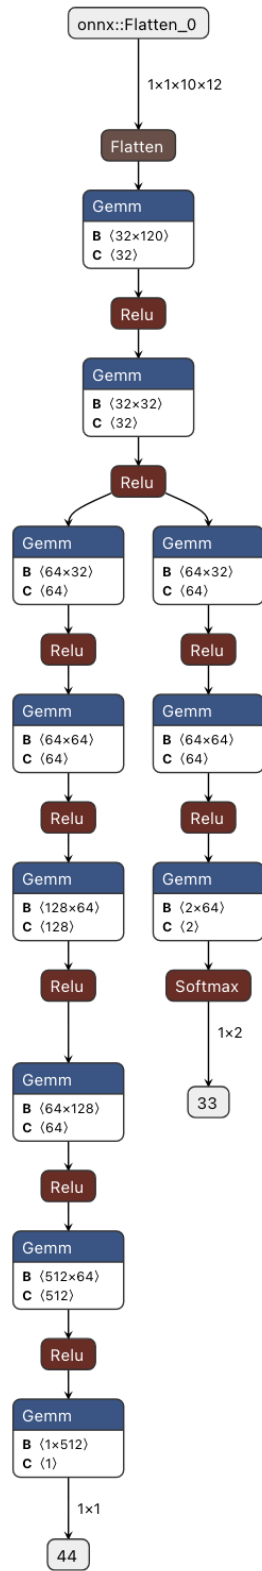 onnx::Flatten_0
1×1×10×12
Flatten
Gemm
B ⟨32×120⟩
C ⟨32⟩
Relu
Gemm
B ⟨32×32⟩
C ⟨32⟩
Relu
Gemm
B ⟨64×32⟩
C ⟨64⟩
Relu
Gemm
B ⟨64×64⟩
C ⟨64⟩
Relu
Gemm
B ⟨128×64⟩
C ⟨128⟩
Relu
Gemm
B ⟨64×128⟩
C ⟨64⟩
Relu
Gemm
B ⟨512×64⟩
C ⟨512⟩
Relu
Gemm
B ⟨1×512⟩
C ⟨1⟩
1×1
44
Gemm
B ⟨64×32⟩
C ⟨64⟩
Relu
Gemm
B ⟨64×64⟩
C ⟨64⟩
Relu
Gemm
B ⟨2×64⟩
C ⟨2⟩
Softmax
1×2
33